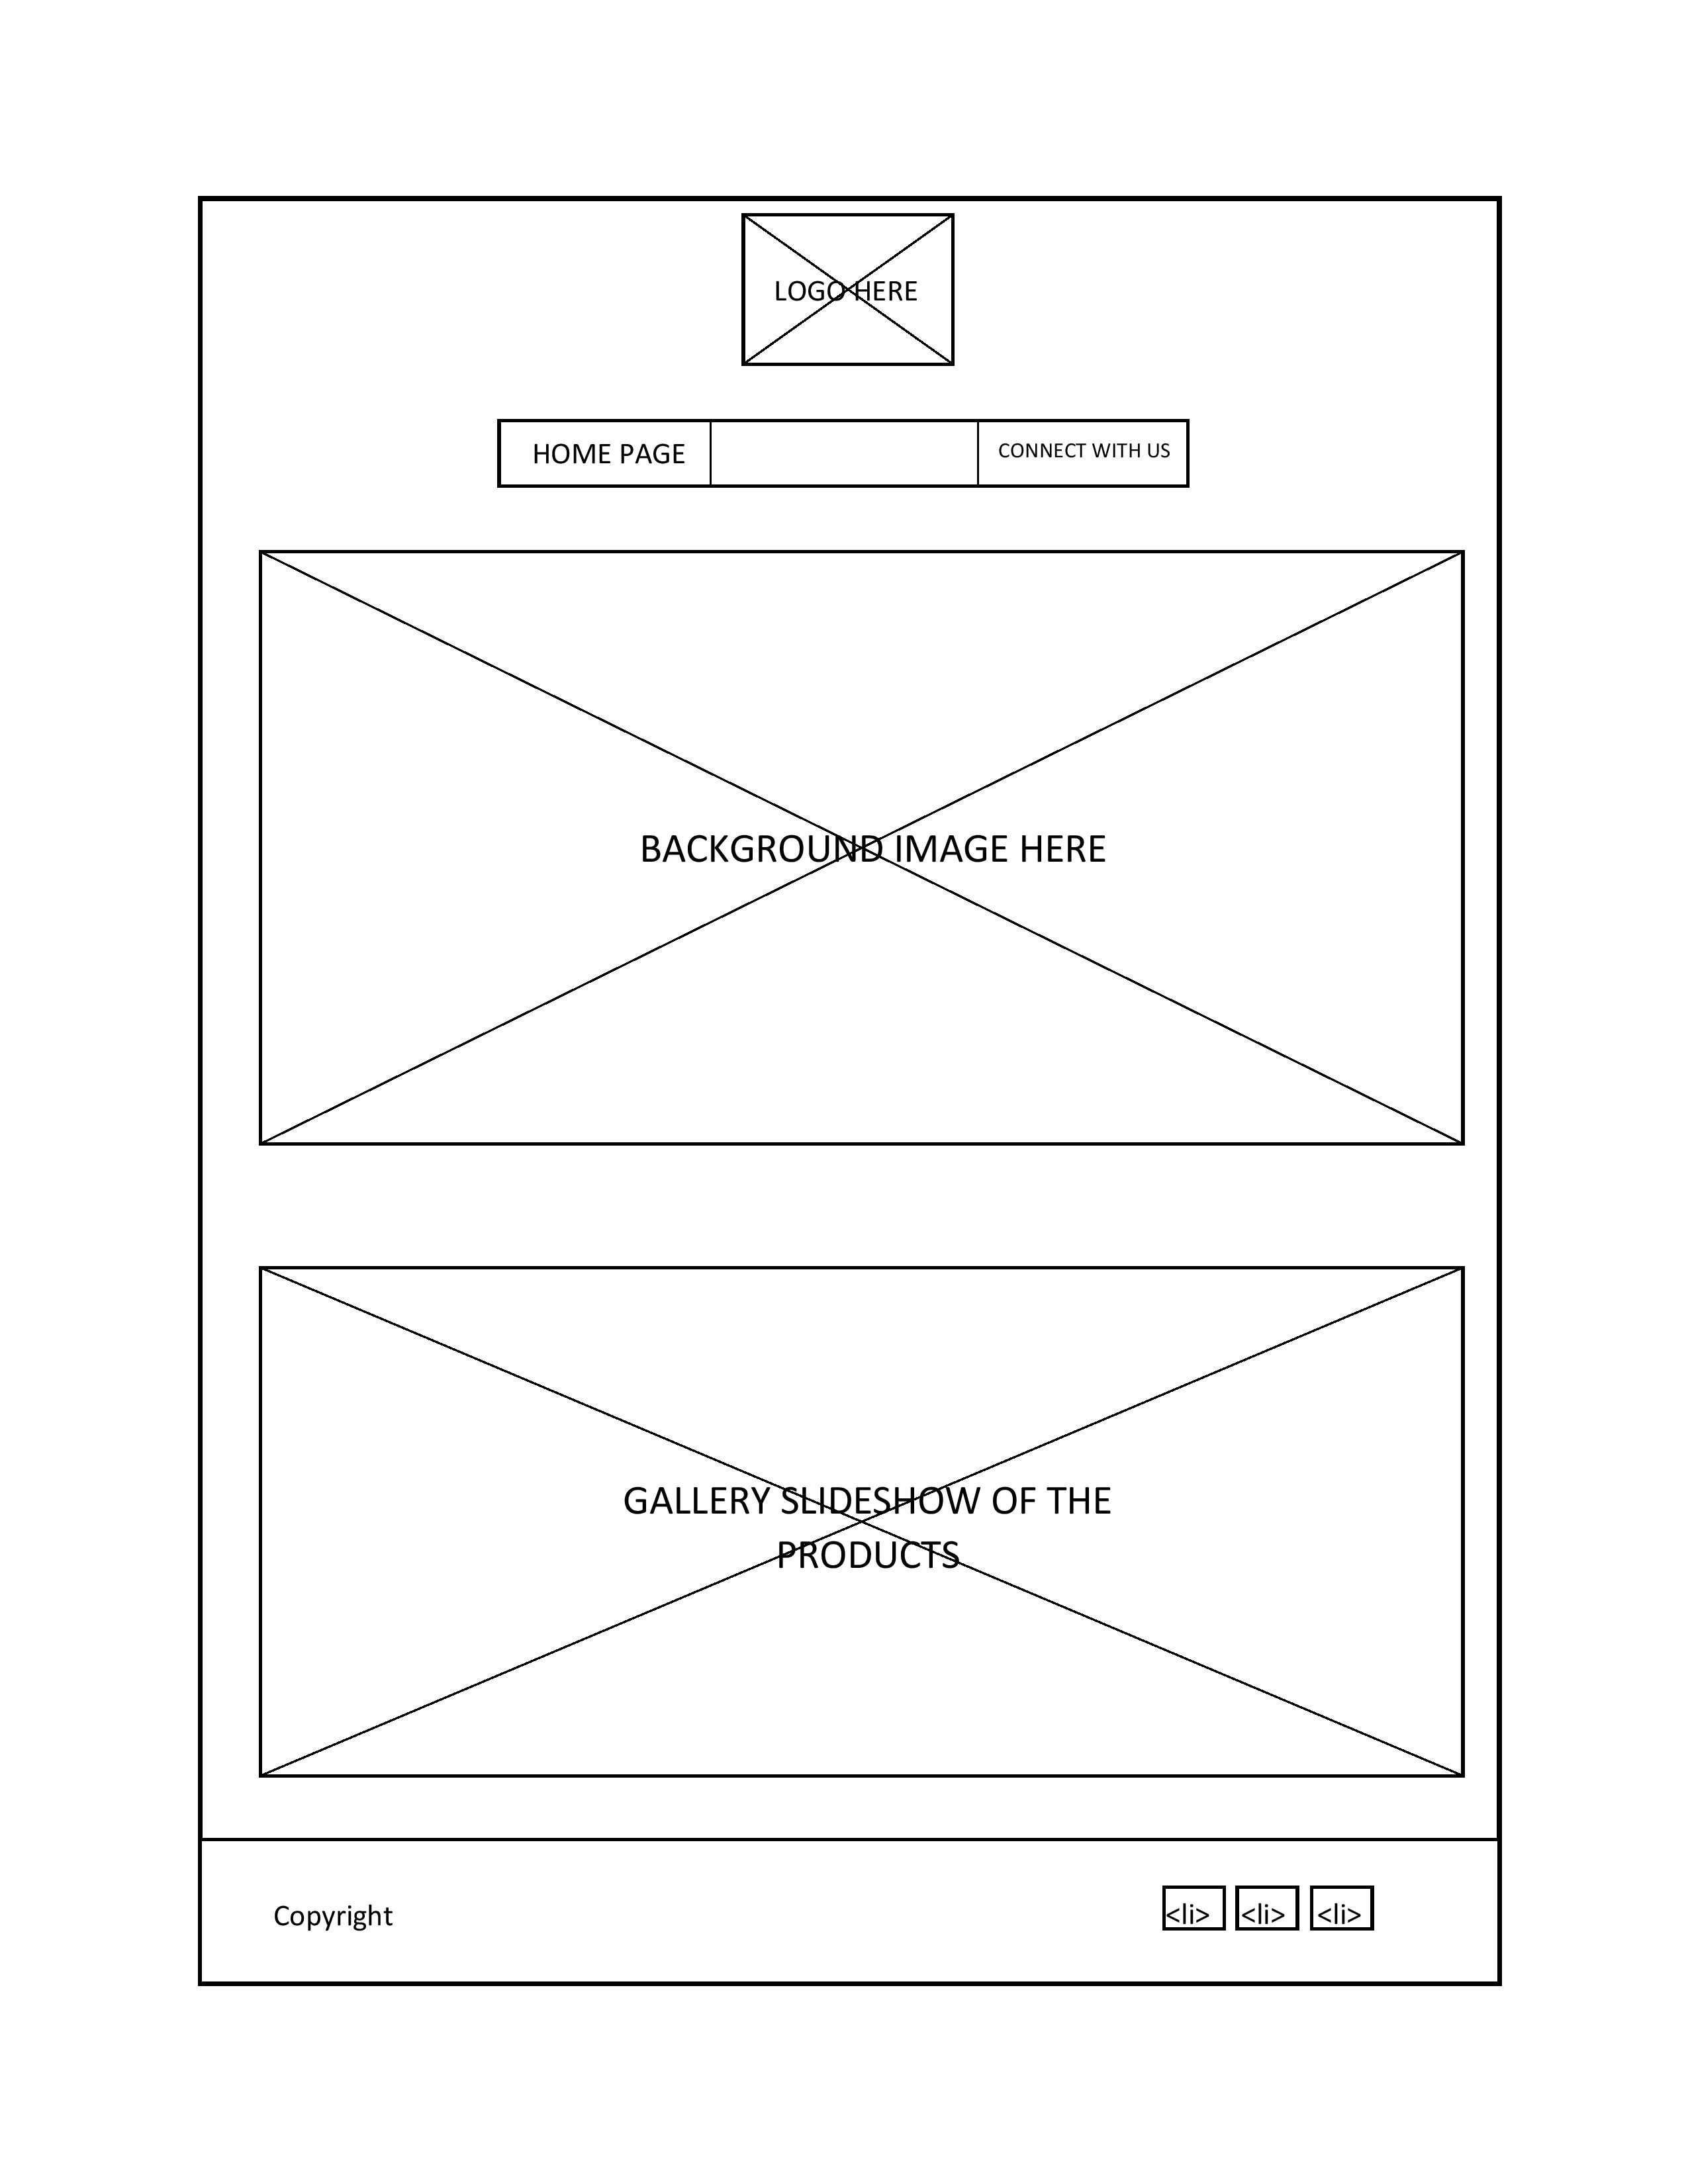 LOGO HERE
HOME PAGE
CONNECT WITH US
BACKGROUND IMAGE HERE
GALLERY SLIDESHOW OF THE
PRODUCTS
Copyright
<li> <li> <li>